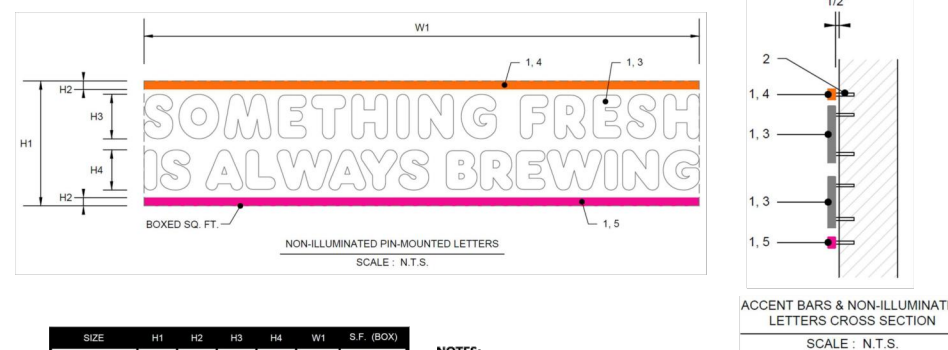 W1
1/2"
1, 4
1, 3
2
H2
SOMETHING FRESH
1, 4
H3
H1
1, 3
IS ALWAYS BREWING
H4
H2
1, 3
BOXED SQ. FT.
1, 5
1, 5
NON-ILLUMINATED PIN-MOUNTED LETTERS
SCALE : N.T.S.
ACCENT BARS & NON-ILLUMINAT
LETTERS CROSS SECTION
SCALE : N.T.S.
SIZE H1 H2 H3 H4 W1 S.F. (BOX)
NOTES: